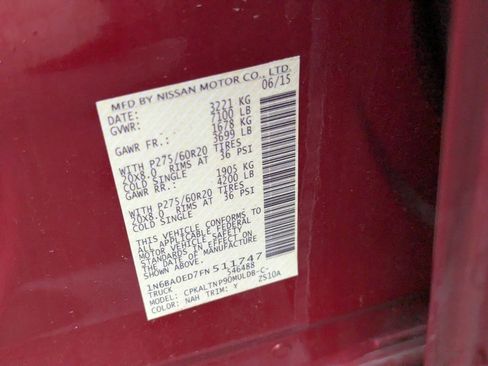 MFD BY NISSAN MOTOR CO., LTD.
DATE: 06/15
GVWR: 3221 KG
7100 LB
GAWR FR: 1678 KG
3699 LB
WITH P275/60R20 TIRES
20X8.0 RIMS AT 36 PSI
COLD SINGLE
GAWR RR: 1905 KG
4200 LB
WITH P275/60R20 TIRES
20X8.0 RIMS AT 36 PSI
COLD SINGLE
THIS VEHICLE CONFORMS TO
ALL APPLICABLE FEDERAL
MOTOR VEHICLE SAFETY
STANDARDS IN EFFECT ON
THE DATE OF MANUFACTURE
1N6BA0ED7FN511747
TRUCK 546488
MODEL: CPKALTNP90MULDB-C-
COLOR: NAH TRIM: Y 2S10A